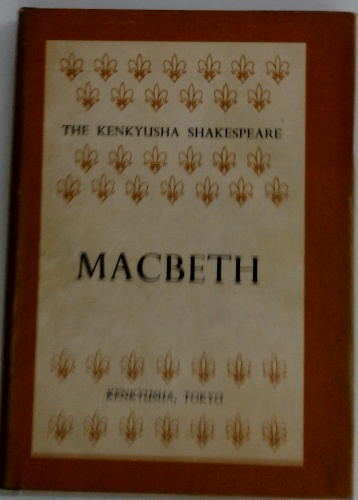 THE KENKYUSHA SHAKESPEARE
MACBETH
KENKYUSHA, TOKYO